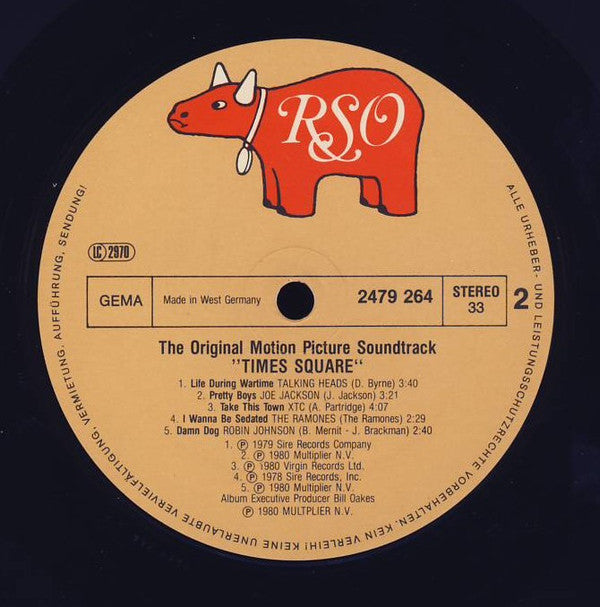 RSO
LC 2970
GEMA
Made in West Germany
2479 264
STEREO
33
2
The Original Motion Picture Soundtrack
"TIMES SQUARE"
1. Life During Wartime TALKING HEADS (D. Byrne) 3:40
2. Pretty Boys JOE JACKSON (J. Jackson) 3:21
3. Take This Town XTC (A. Partridge) 4:07
4. I Wanna Be Sedated THE RAMONES (The Ramones) 2:29
5. Damn Dog ROBIN JOHNSON (B. Mernit - J. Brackman) 2:40
1. ℗ 1979 Sire Records Company
2. ℗ 1980 Multiplier N.V.
3. ℗ 1980 Virgin Records Ltd.
4. ℗ 1978 Sire Records, Inc.
5. ℗ 1980 Multiplier N.V.
Album Executive Producer Bill Oakes
℗ 1980 MULTPLIER N.V.
ALLE URHEBER- UND LEISTUNGSSCHUTZRECHTE VORBEHALTEN. KEIN VERLEIH! KEINE UNERLAUBTE VERVIELFÄLTIGUNG, VERMIETUNG, AUFFÜHRUNG, SENDUNG!